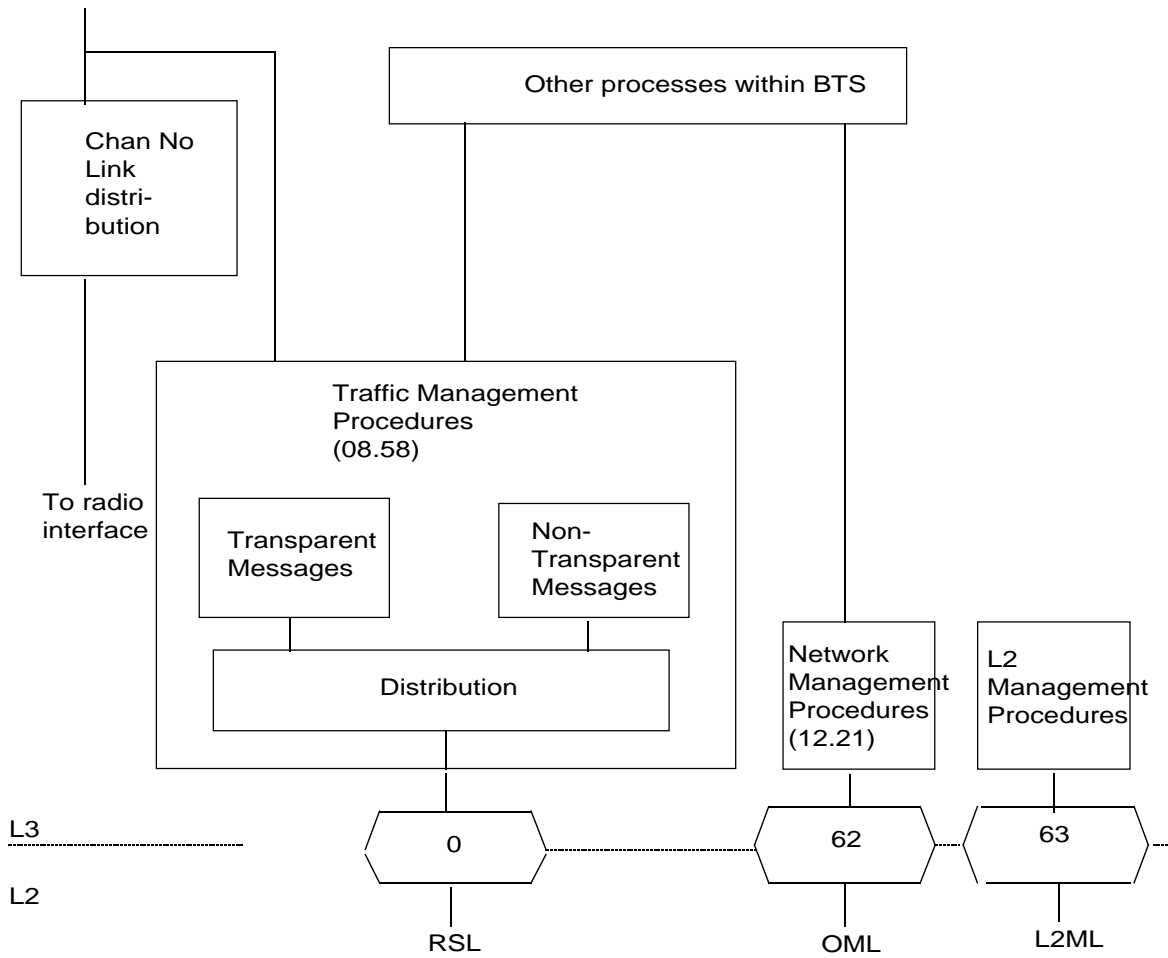 Other processes within BTS
Chan No
Link
distri-
bution
Traffic Management
Procedures
(08.58)
To radio
interface
Transparent
Messages
Non-
Transparent
Messages
Distribution
Network
Management
Procedures
(12.21)
L2
Management
Procedures
L3
0
62
63
L2
RSL
OML
L2ML